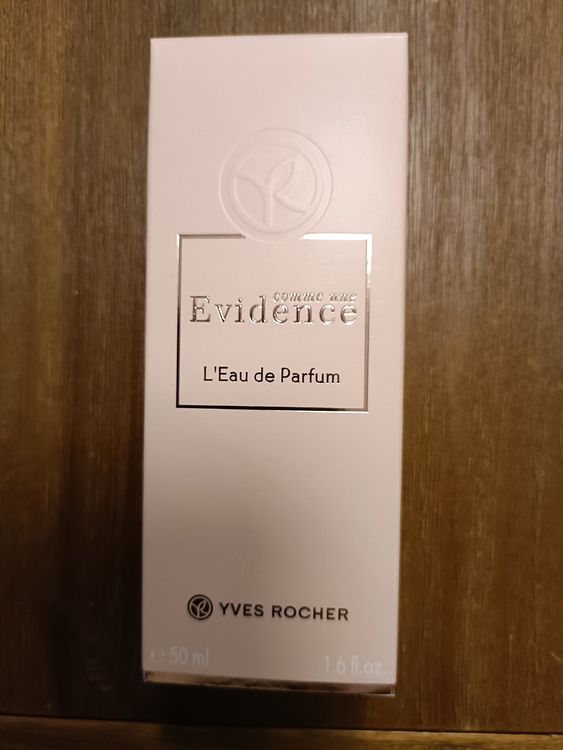 comme une
Evidence
L'Eau de Parfum
YVES ROCHER
℮ 50 ml
1.6 fl.oz.